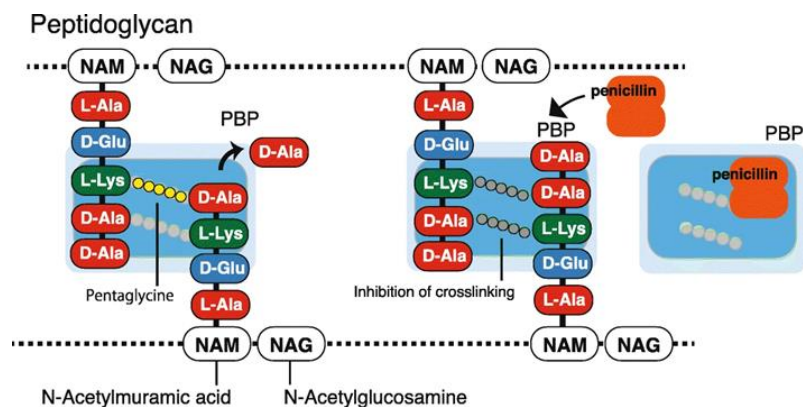 Peptidoglycan
NAM NAG
L-Ala
D-Glu
L-Lys
D-Ala
D-Ala
PBP
D-Ala
D-Ala
L-Lys
D-Glu
L-Ala
Pentaglycine
NAM NAG
N-Acetylmuramic acid
N-Acetylglucosamine
NAM NAG
L-Ala
D-Glu
L-Lys
D-Ala
D-Ala
penicillin
PBP
D-Ala
D-Ala
L-Lys
D-Glu
L-Ala
Inhibition of crosslinking
NAM NAG
PBP
penicillin